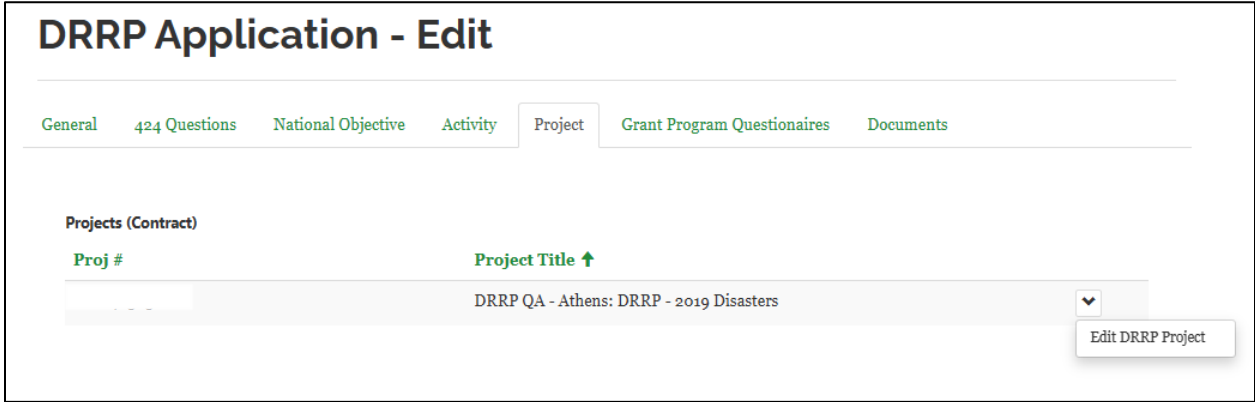 DRRP Application - Edit
General 424 Questions National Objective Activity Project Grant Program Questionaires Documents
Projects (Contract)
Proj # Project Title ↑
DRRP QA - Athens: DRRP - 2019 Disasters
Edit DRRP Project